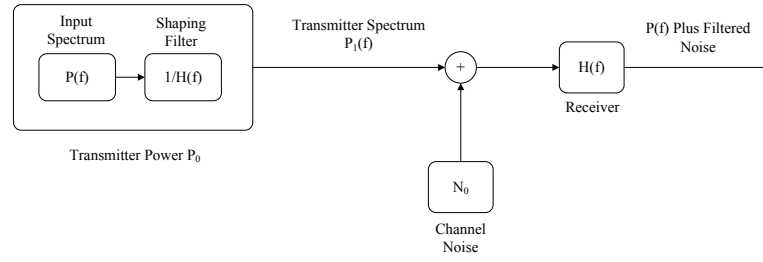 Input
Spectrum
Shaping
Filter
P(f)
1/H(f)
Transmitter Power P₀
Transmitter Spectrum
P₁(f)
+
N₀
Channel
Noise
H(f)
Receiver
P(f) Plus Filtered
Noise